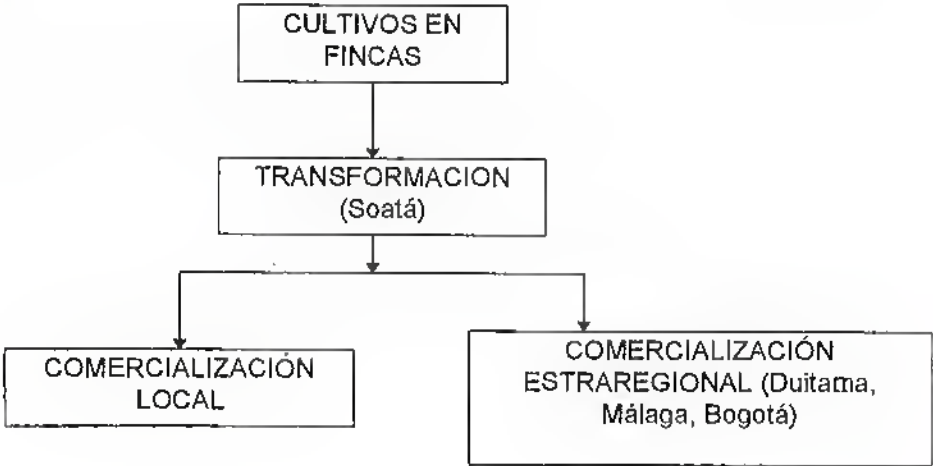 CULTIVOS EN
FINCAS
TRANSFORMACION
(Soatá)
COMERCIALIZACIÓN
LOCAL
COMERCIALIZACIÓN
ESTRAREGIONAL (Duitama,
Málaga, Bogotá)